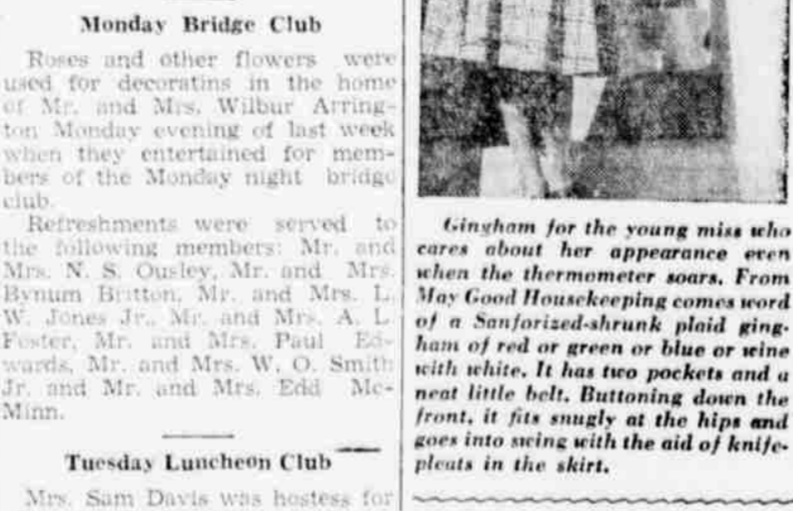 Monday Bridge Club
Roses and other flowers were
used for decoratins in the home
of Mr. and Mrs. Wilbur Arring-
ton Monday evening of last week
when they entertained for mem-
bers of the Monday night bridge
club.
Refreshments were served to
the following members: Mr. and
Mrs. N. S. Ousley, Mr. and Mrs.
Bynum Britton, Mr. and Mrs. L.
W. Jones Jr., Mr. and Mrs. A. L.
Foster, Mr. and Mrs. Paul Ed-
wards, Mr. and Mrs. W. O. Smith
Jr. and Mr. and Mrs. Edd Mc-
Minn.
Tuesday Luncheon Club
Mrs. Sam Davis was hostess for
Gingham for the young miss who
cares about her appearance even
when the thermometer soars. From
May Good Housekeeping comes word
of a Sanforized-shrunk plaid ging-
ham of red or green or blue or wine
with white. It has two pockets and a
neat little belt. Buttoning down the
front, it fits snugly at the hips and
goes into swing with the aid of knife-
pleats in the skirt.